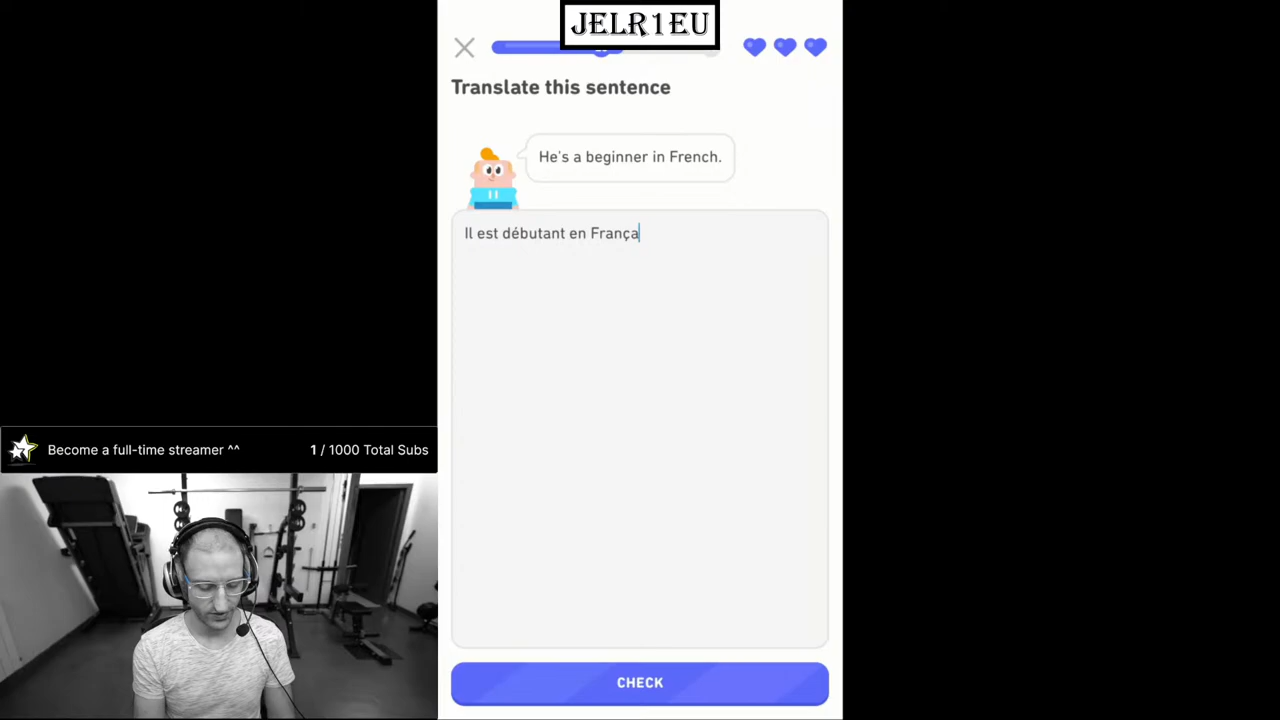 JELR1EU
Translate this sentence
He's a beginner in French.
Il est débutant en França
Become a full-time streamer ^^ 1 / 1000 Total Subs
CHECK